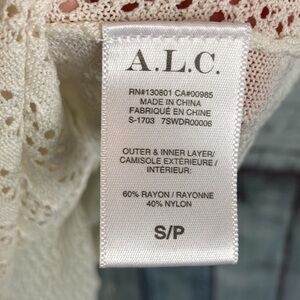 A.L.C.
RN#130801 CA#00985
MADE IN CHINA
FABRIQUÉ EN CHINE
S-1703 7SWDR00006
OUTER & INNER LAYER/
CAMISOLE EXTÉRIEURE /
INTÉRIEUR:
60% RAYON / RAYONNE
40% NYLON
S/P